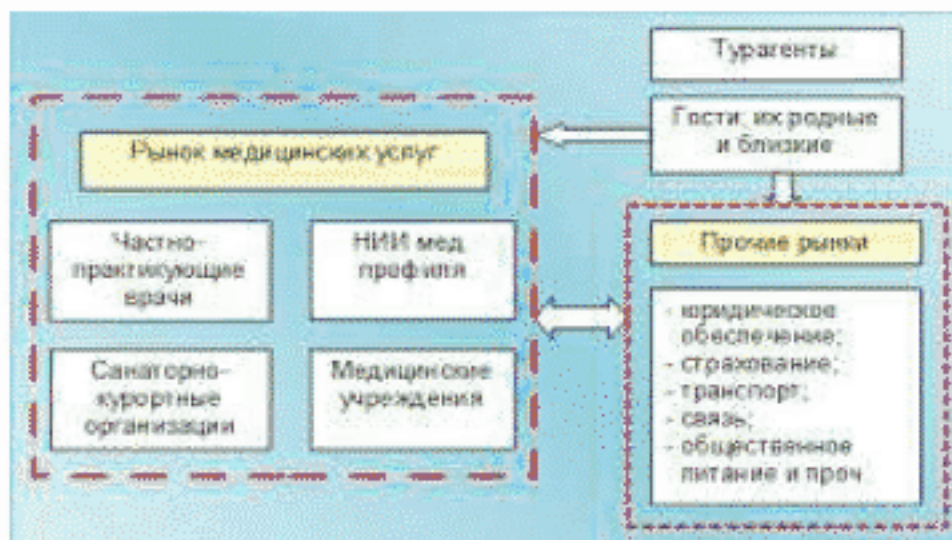 Турагенты
Гости, их родные
и близкие
Рынок медицинских услуг
Частно-
практикующие
врачи
НИИ мед
профиля
Санаторно-
курортные
организации
Медицинские
учреждения
Прочие рынки
- юридическое
обеспечение;
- страхование;
- транспорт;
- связь;
- общественное
питание и проч.